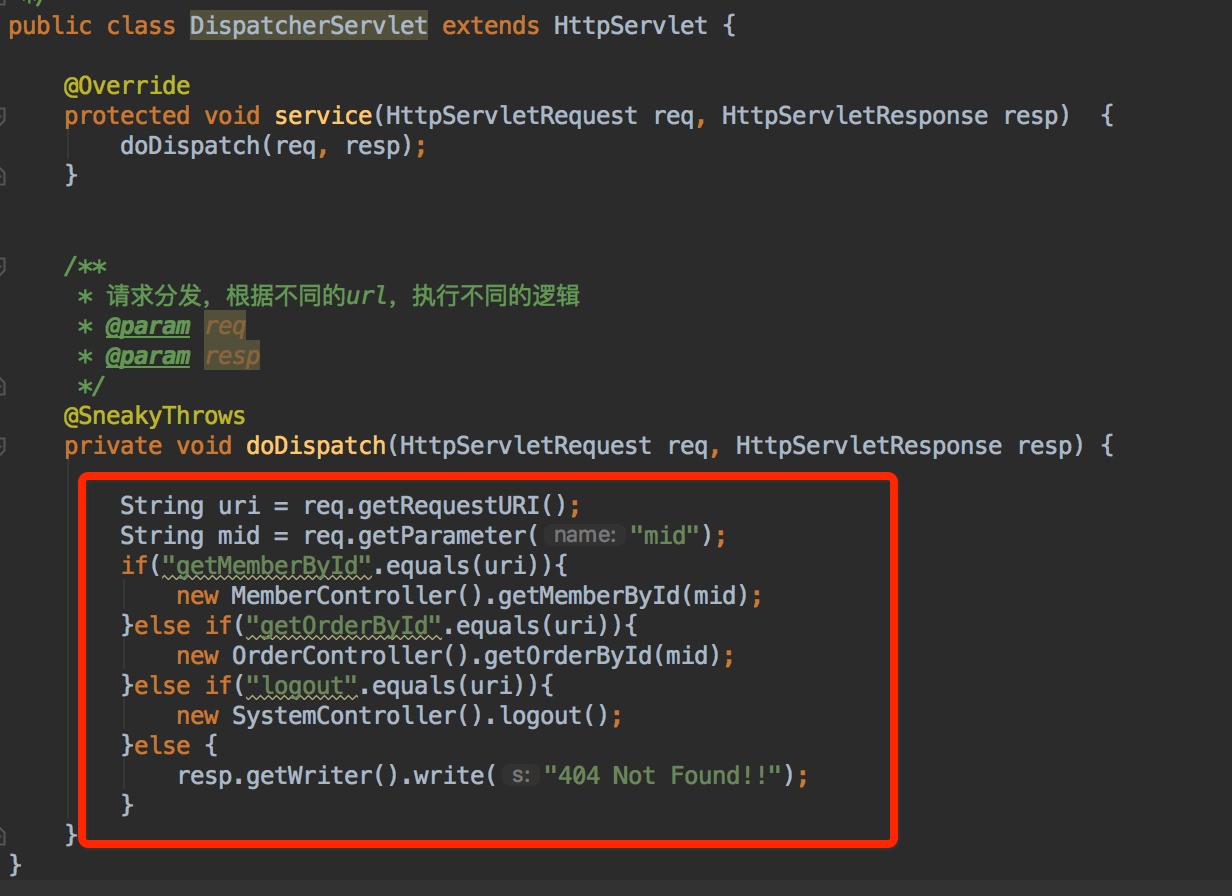 */
public class DispatcherServlet extends HttpServlet {
@Override
protected void service(HttpServletRequest req, HttpServletResponse resp)  {
doDispatch(req, resp);
}
/**
* 请求分发，根据不同的url，执行不同的逻辑
* @param req
* @param resp
*/
@SneakyThrows
private void doDispatch(HttpServletRequest req, HttpServletResponse resp) {
String uri = req.getRequestURI();
String mid = req.getParameter( name: "mid");
if("getMemberById".equals(uri)){
new MemberController().getMemberById(mid);
}else if("getOrderById".equals(uri)){
new OrderController().getOrderById(mid);
}else if("logout".equals(uri)){
new SystemController().logout();
}else {
resp.getWriter().write( s: "404 Not Found!!");
}
}
}